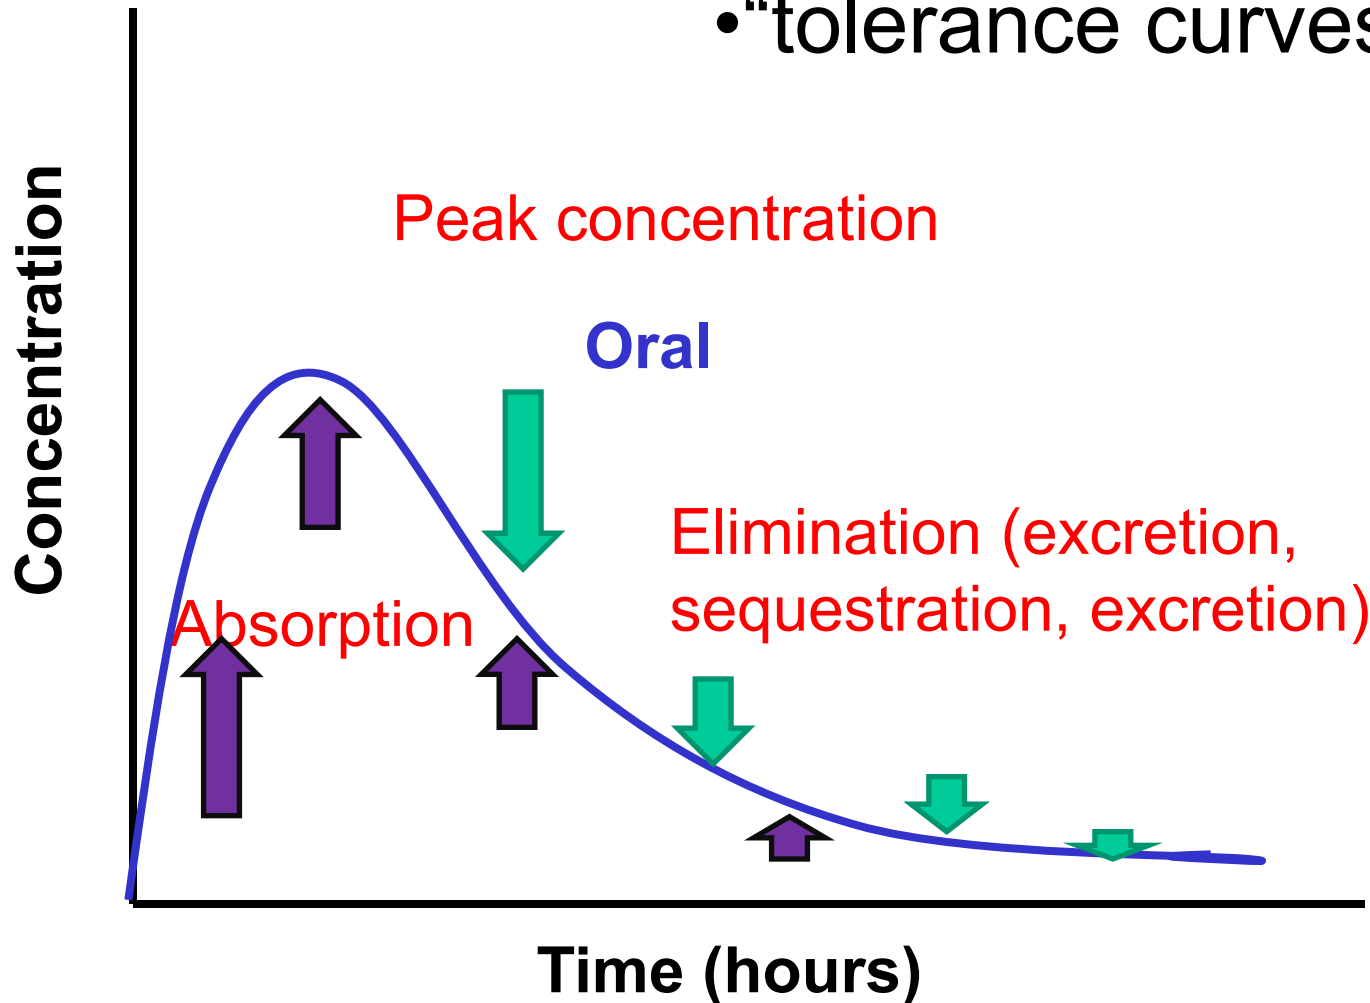 •“tolerance curves
Peak concentration
Oral
Elimination (excretion,
sequestration, excretion)
Absorption
Concentration
Time (hours)